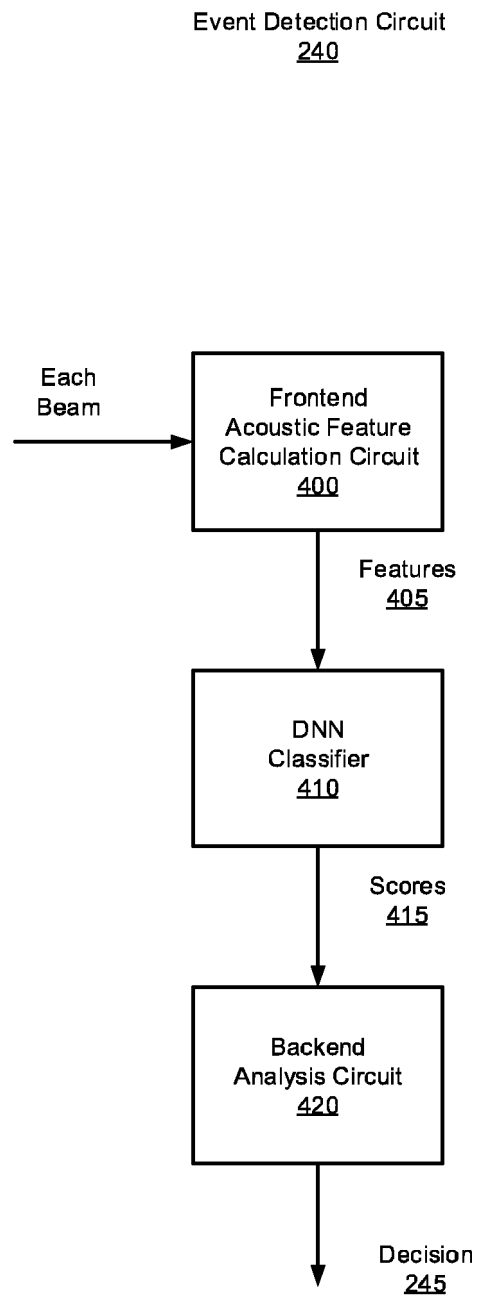 Event Detection Circuit
240
Each
Beam
Frontend
Acoustic Feature
Calculation Circuit
400
Features
405
DNN
Classifier
410
Scores
415
Backend
Analysis Circuit
420
Decision
245